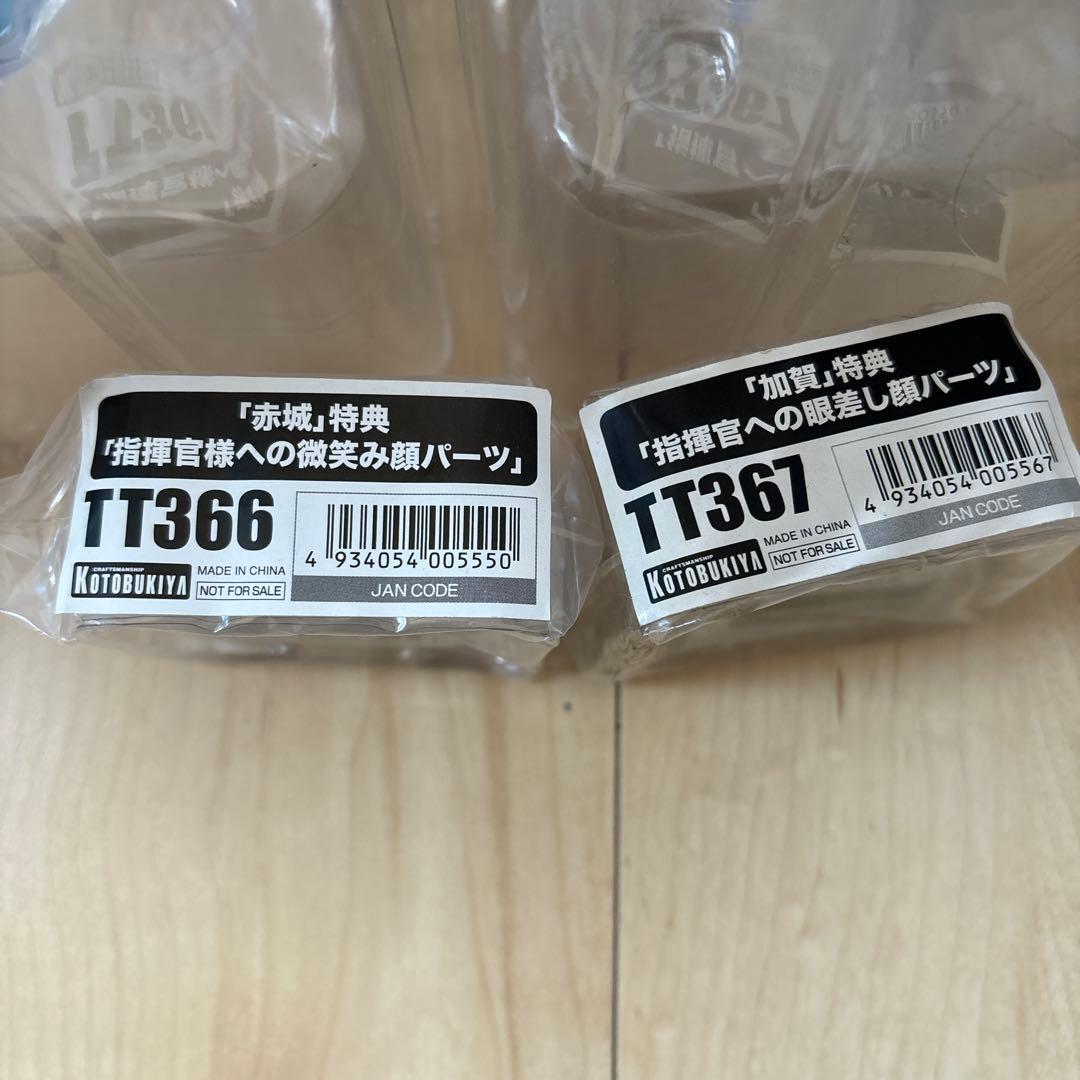 「赤城」特典
「指揮官様への微笑み顔パーツ」
TT366
CRAFTSMANSHIP
KOTOBUKIYA
MADE IN CHINA
NOT FOR SALE
4 934054 005550
JAN CODE
「加賀」特典
「指揮官への眼差し顔パーツ」
TT367
CRAFTSMANSHIP
KOTOBUKIYA
MADE IN CHINA
NOT FOR SALE
4 934054 005567
JAN CODE